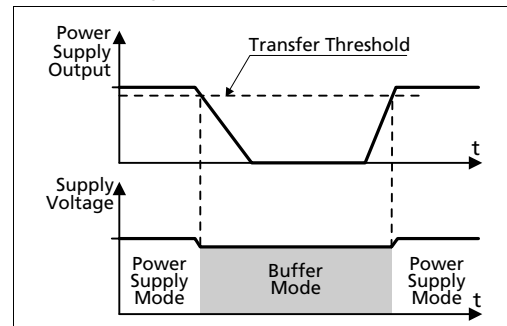 Power
Supply
Output
Transfer Threshold
t
Supply
Voltage
Power
Supply
Mode
Buffer
Mode
Power
Supply
Mode
t